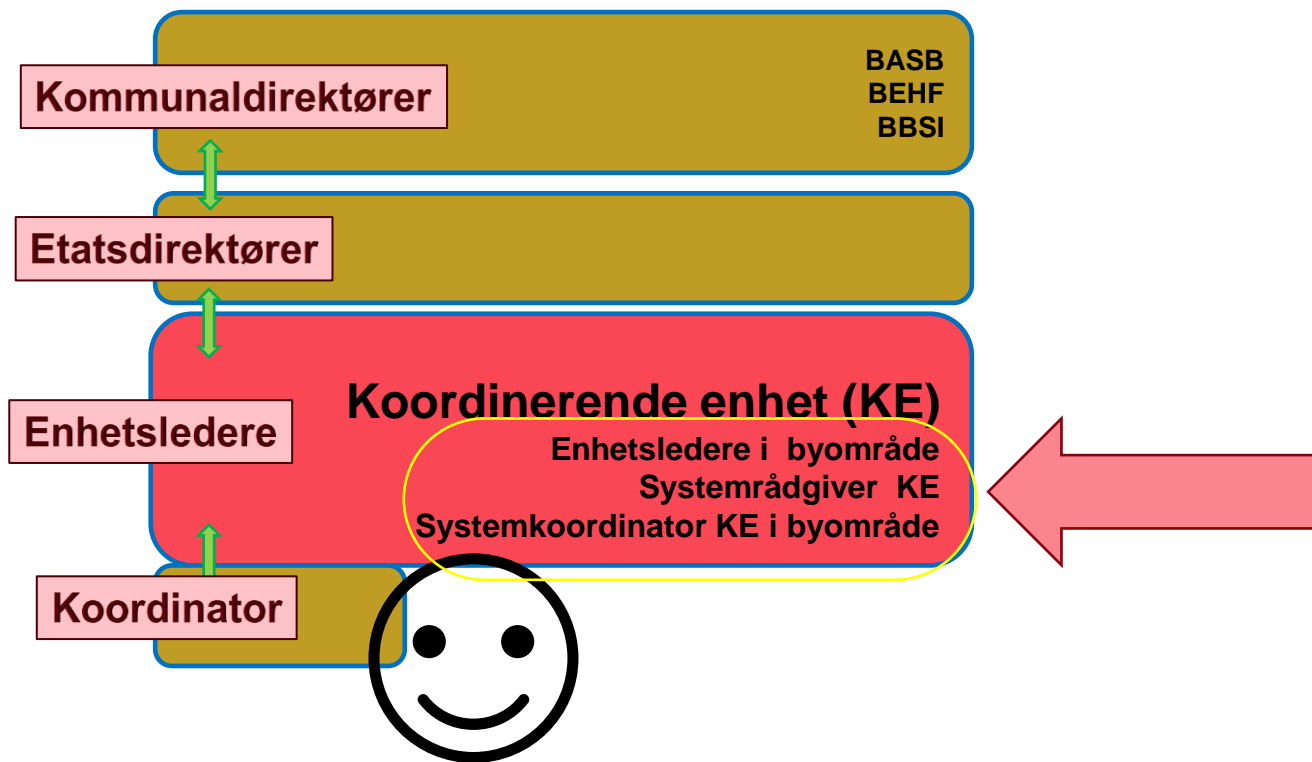 BASB
BEHF
BBSI
Kommunaldirektører
Etatsdirektører
Koordinerende enhet (KE)
Enhetsledere
Enhetsledere i  byområde
Systemrådgiver  KE
Systemkoordinator KE i byområde
Koordinator